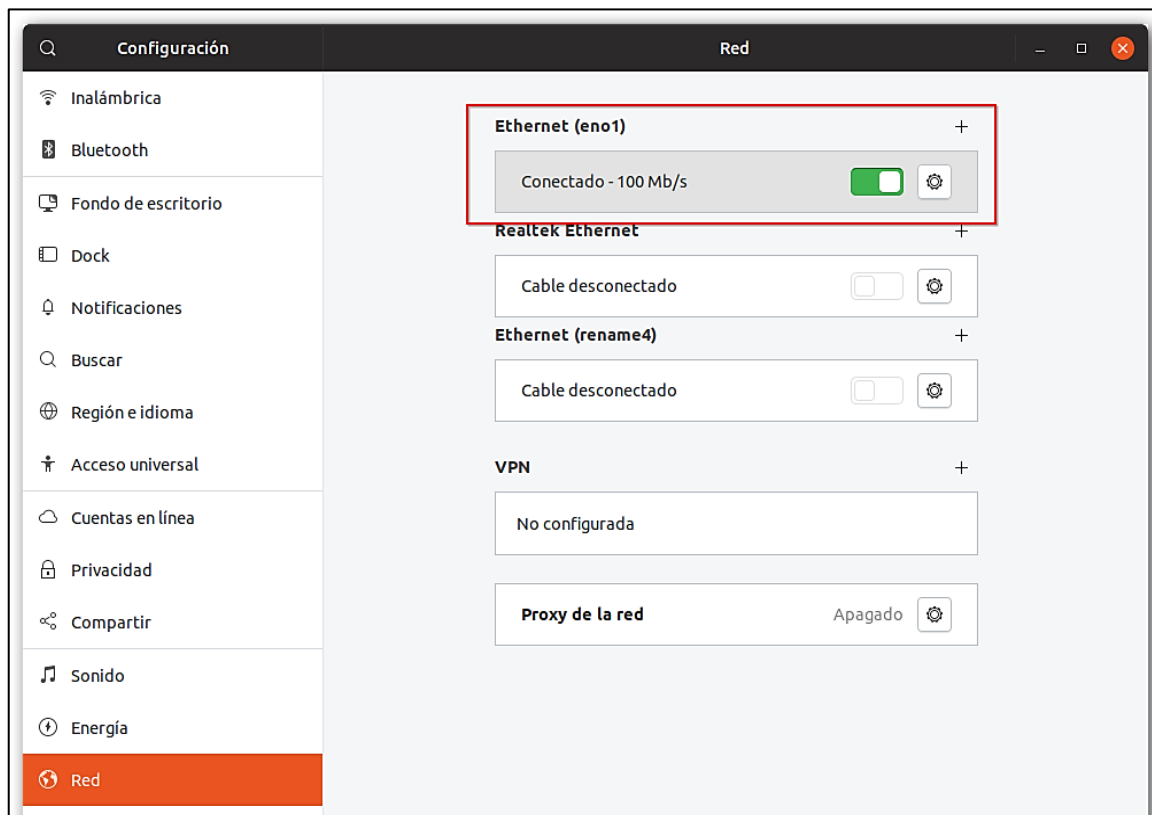 Configuración
Red
Inalámbrica
Bluetooth
Fondo de escritorio
Dock
Notificaciones
Buscar
Región e idioma
Acceso universal
Cuentas en línea
Privacidad
Compartir
Sonido
Energía
Red
Ethernet (eno1)
Conectado - 100 Mb/s
Realtek Ethernet
Cable desconectado
Ethernet (rename4)
Cable desconectado
VPN
No configurada
Proxy de la red Apagado